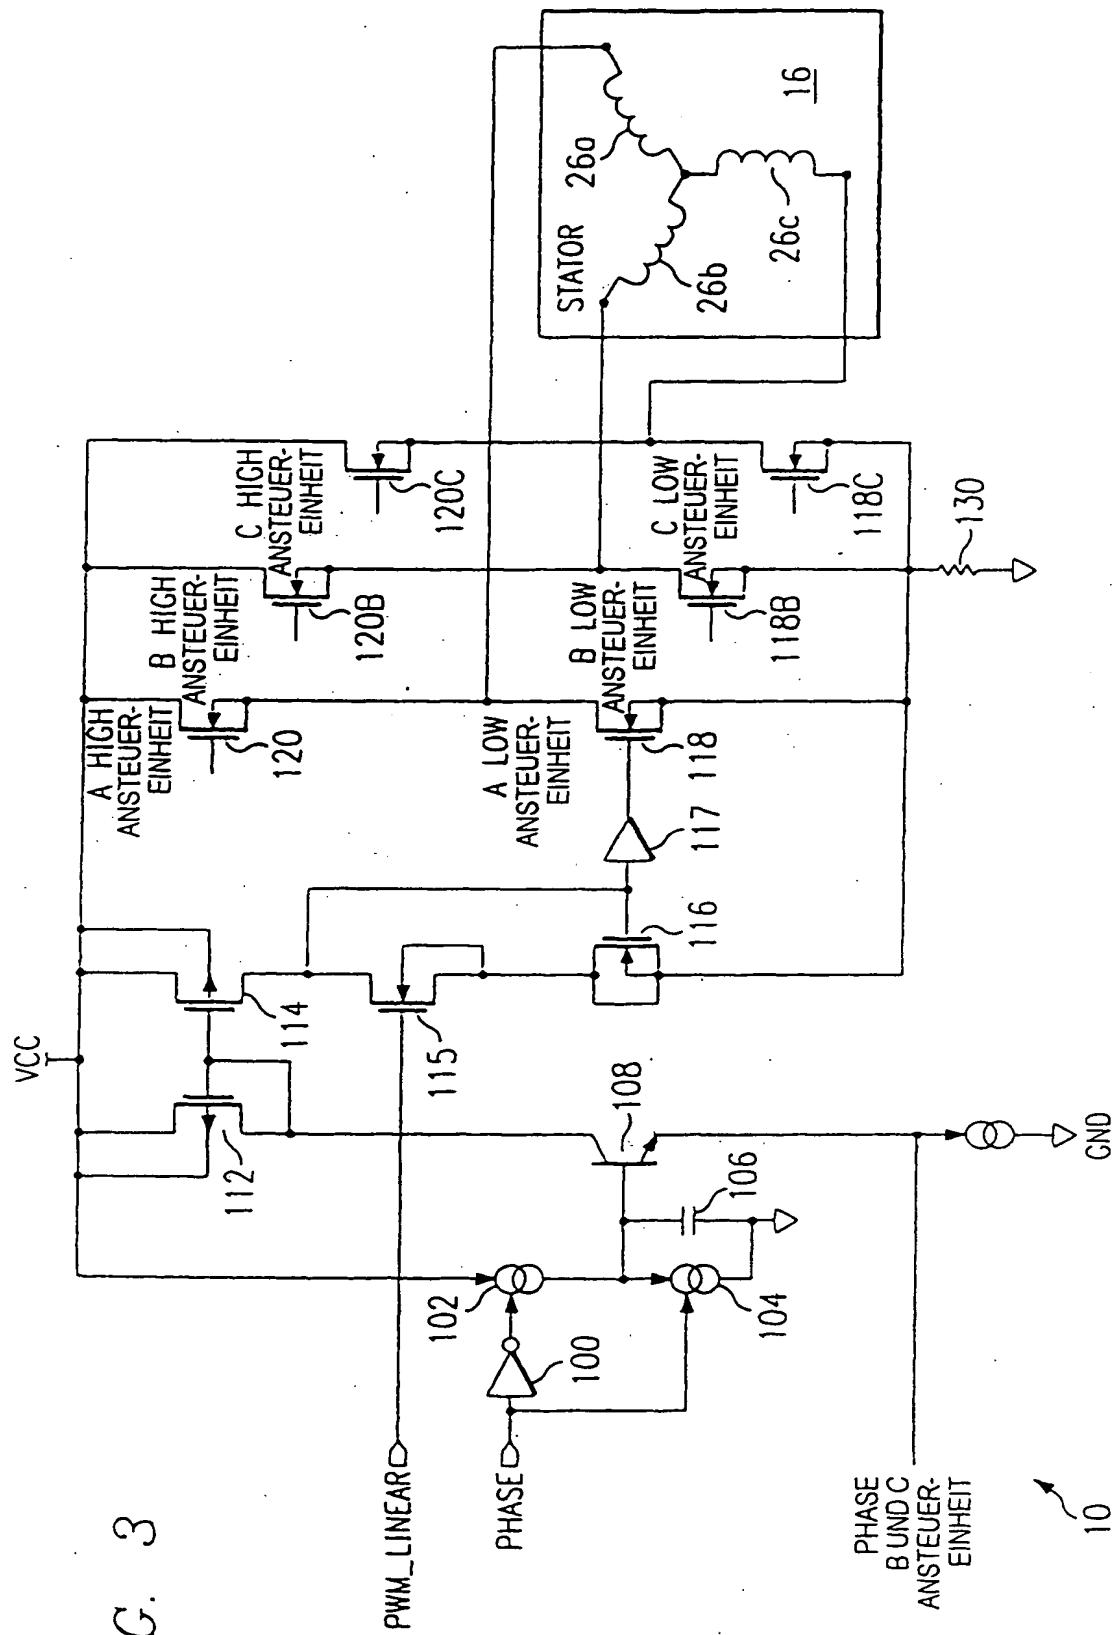 VCC
A HIGH
ANSTEUER-
EINHEIT
120
B HIGH
ANSTEUER-
EINHEIT
120B
C HIGH
ANSTEUER-
EINHEIT
120C
112
114
115
PWM_LINEAR
102
100
PHASE
104
106
108
116
117
A LOW
ANSTEUER-
EINHEIT
118
B LOW
ANSTEUER-
EINHEIT
118B
C LOW
ANSTEUER-
EINHEIT
118C
130
STATOR
26a
26b
26c
16
GND
PHASE
B UND C
ANSTEUER-
EINHEIT
10
G. 3